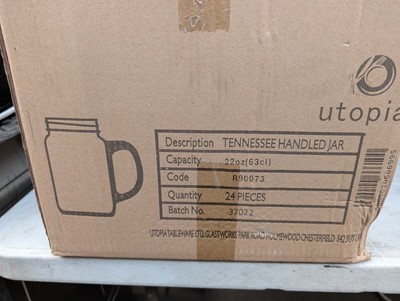 utopia
Description TENNESSEE HANDLED JAR
Capacity 22oz(63cl)
Code R90073
Quantity 24 PIECES
Batch No. 37022
UTOPIA TABLEWARE LTD, GLASSWORKS PARK ROAD HOLMEWOOD CHESTERFIELD